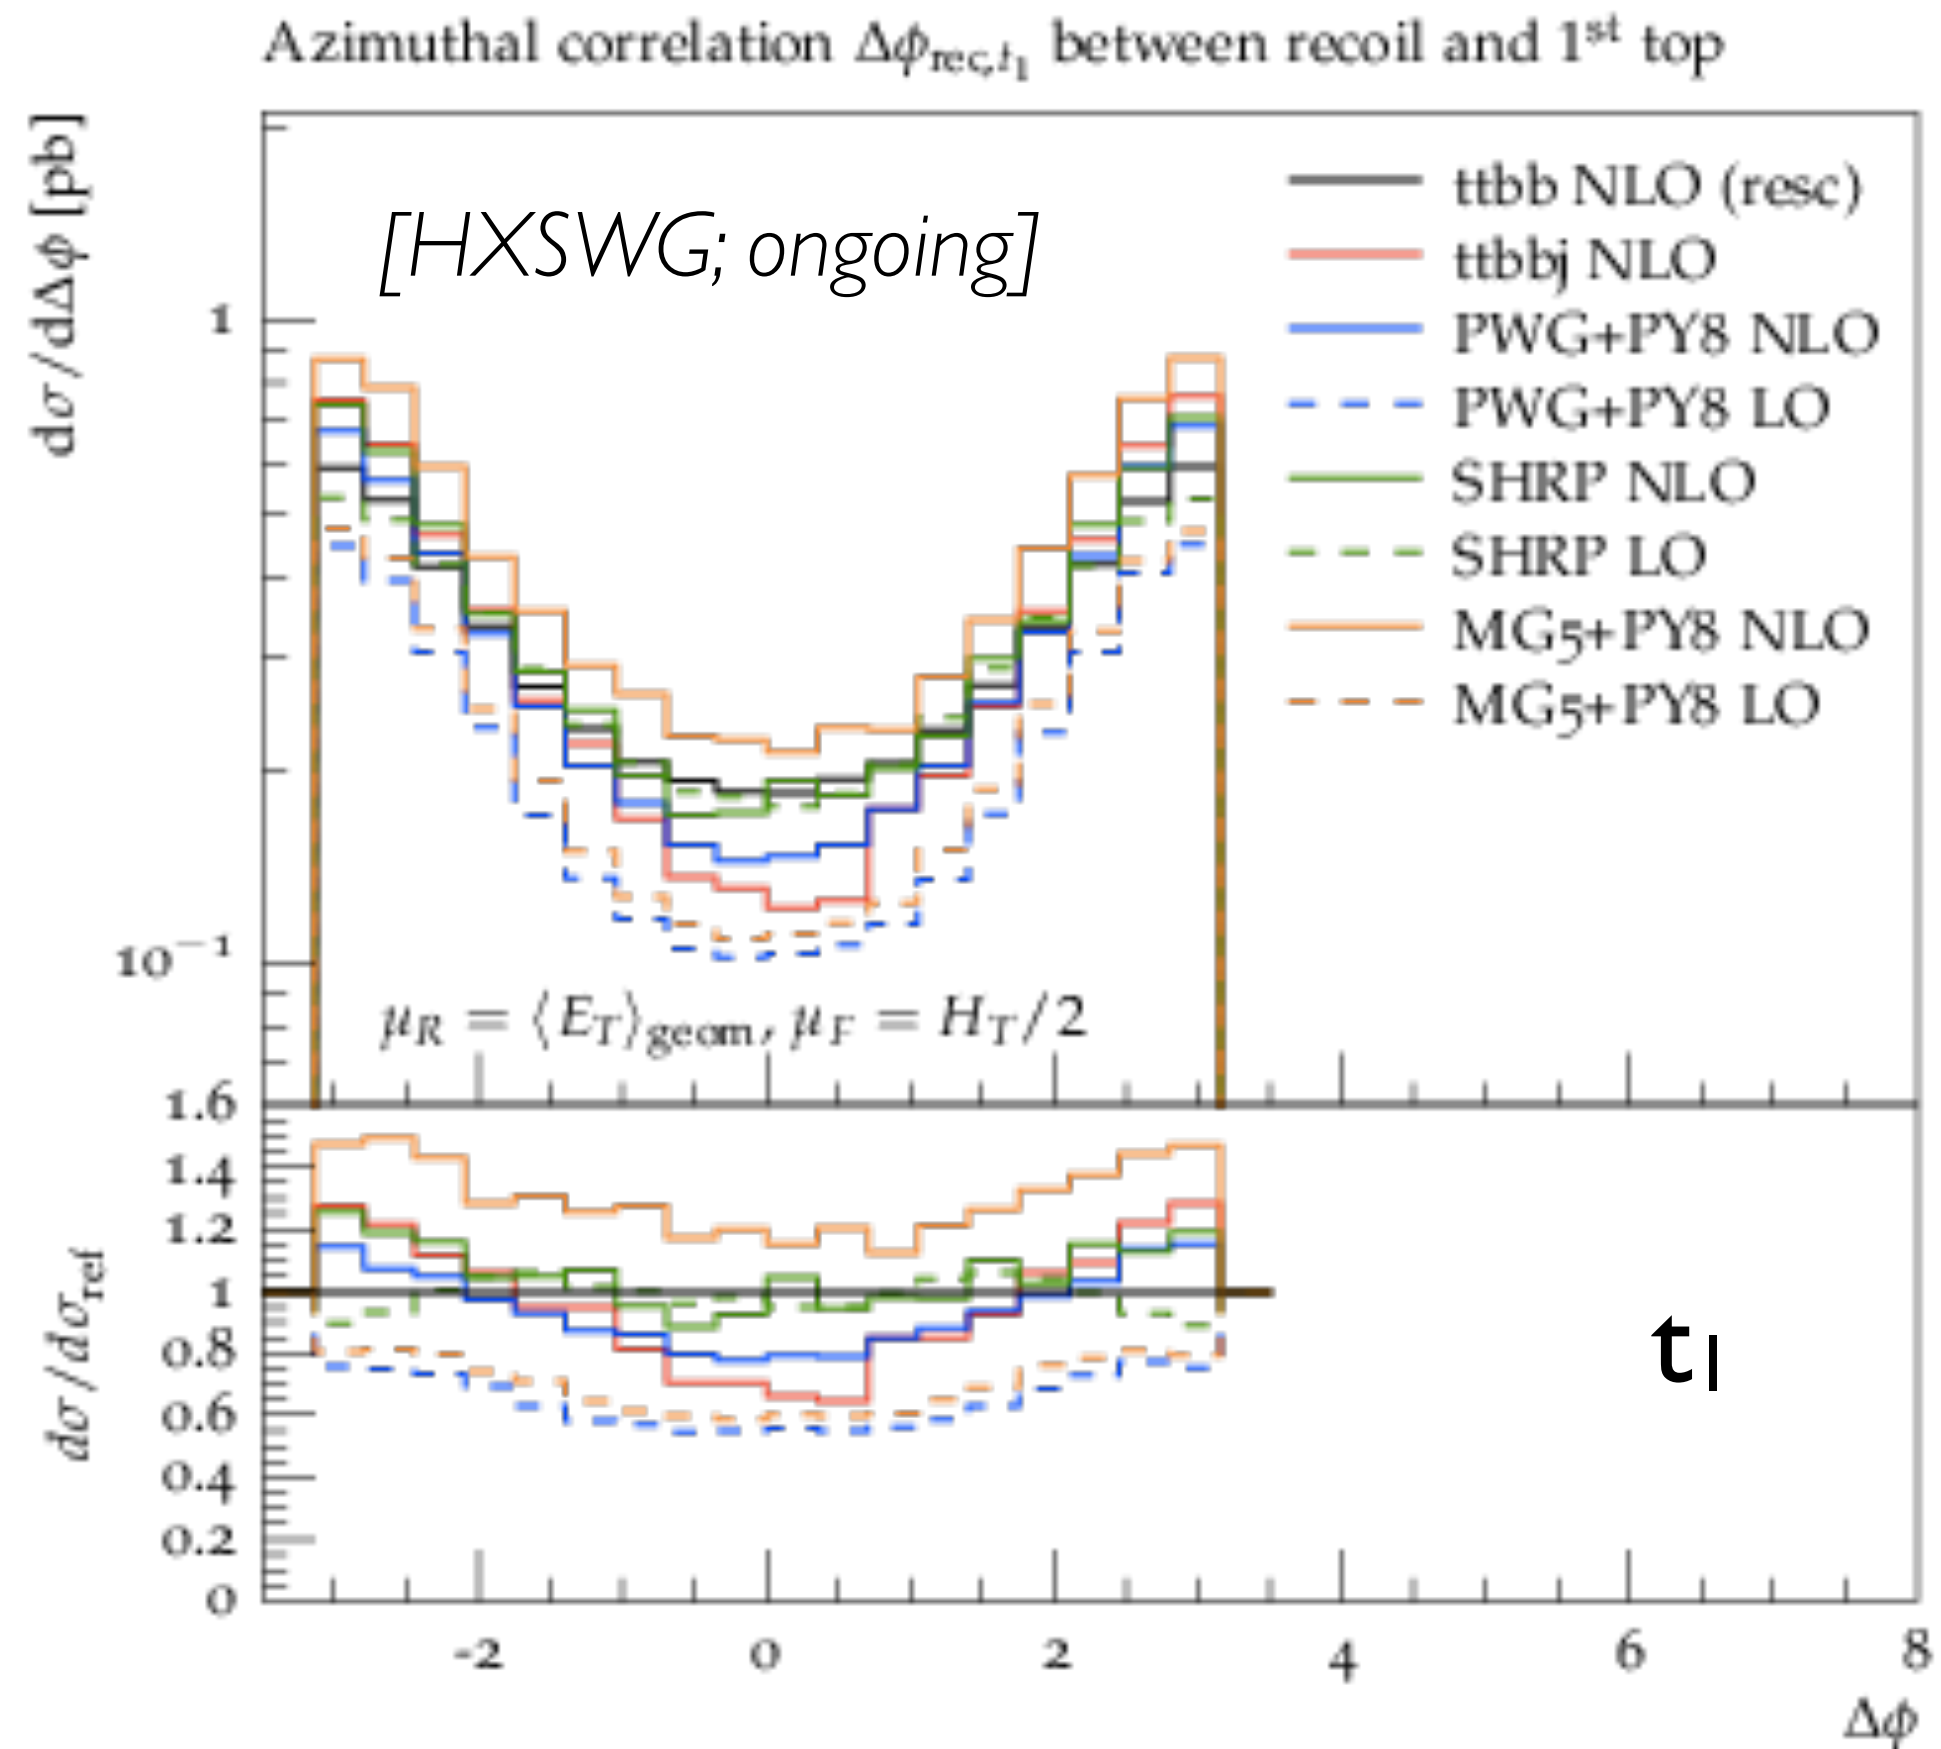 Azimuthal correlation Δϕrec,t1 between recoil and 1st top
dσ/dΔϕ [pb]
[HXSWG; ongoing]
ttbb NLO (resc)
ttbbj NLO
PWG+PY8 NLO
PWG+PY8 LO
SHRP NLO
SHRP LO
MG5+PY8 NLO
MG5+PY8 LO
1
10−1
μR = ⟨ET⟩geom, μF = HT/2
dσ/dσref
1.6
1.4
1.2
1
0.8
0.6
0.4
0.2
0
t1
-2 0 2 4 6 8
Δϕ